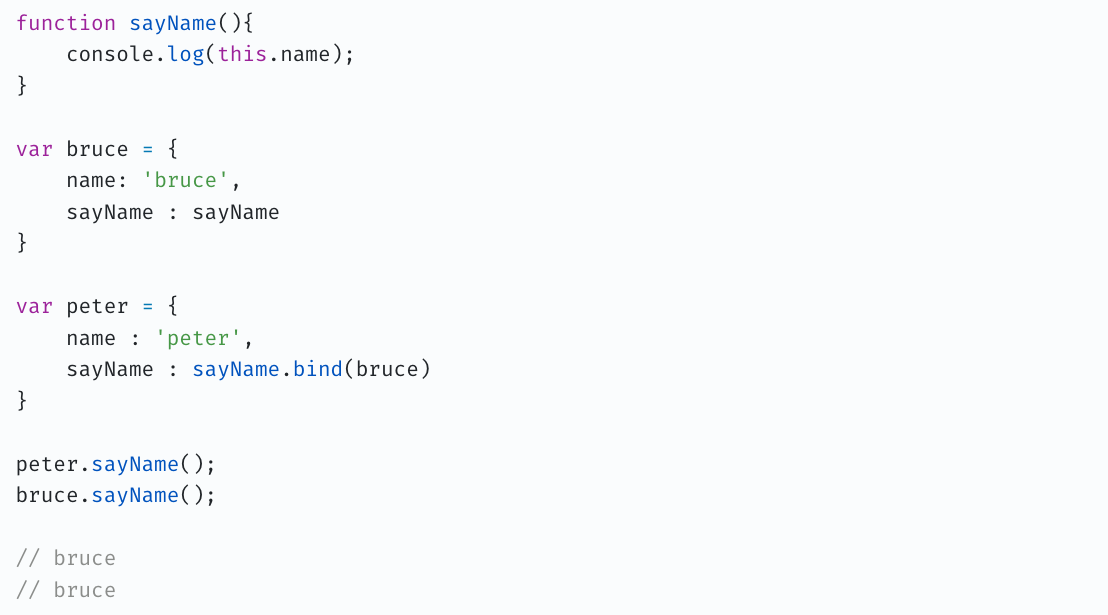 function sayName(){
    console.log(this.name);
}

var bruce = {
    name: 'bruce',
    sayName : sayName
}

var peter = {
    name : 'peter',
    sayName : sayName.bind(bruce)
}

peter.sayName();
bruce.sayName();

// bruce
// bruce